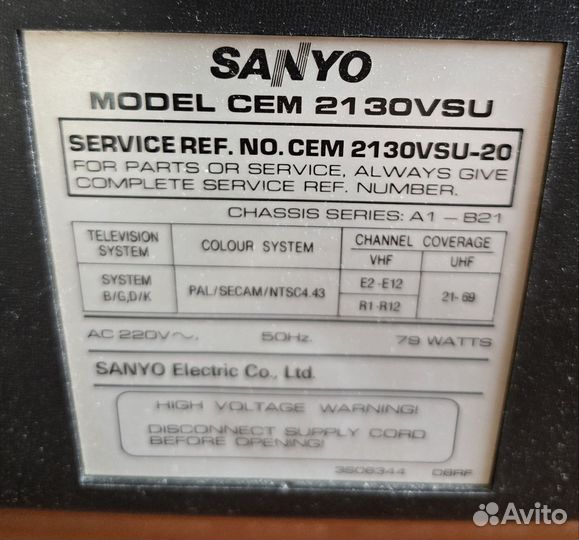 SANYO
MODEL CEM 2130VSU
SERVICE REF. NO. CEM 2130VSU-20
FOR PARTS OR SERVICE, ALWAYS GIVE
COMPLETE SERVICE REF. NUMBER.
CHASSIS SERIES: A1 – B21
TELEVISION SYSTEM COLOUR SYSTEM CHANNEL COVERAGE
VHF UHF
SYSTEM B/G,D/K PAL/SECAM/NTSC4.43 E2-E12 21-69
R1-R12
AC 220V～, 50Hz. 79 WATTS
SANYO Electric Co., Ltd.
HIGH VOLTAGE WARNING!
DISCONNECT SUPPLY CORD
BEFORE OPENING!
3506344 OBRF
Avito